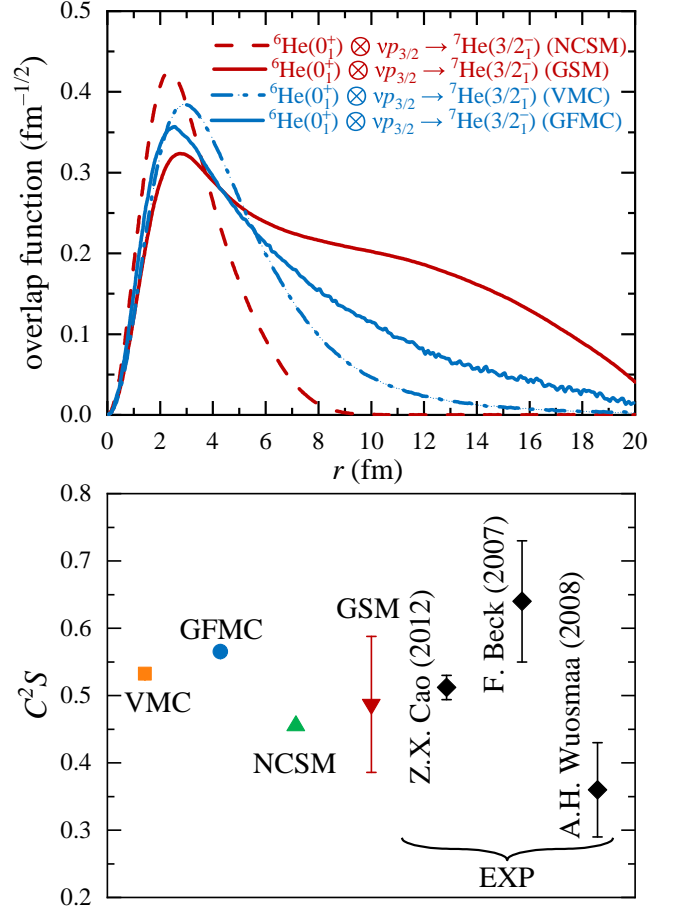 ⁶He(0₁⁺) ⊗ νp₃/₂ → ⁷He(3/2₁⁻) (NCSM)
⁶He(0₁⁺) ⊗ νp₃/₂ → ⁷He(3/2₁⁻) (GSM)
⁶He(0₁⁺) ⊗ νp₃/₂ → ⁷He(3/2₁⁻) (VMC)
⁶He(0₁⁺) ⊗ νp₃/₂ → ⁷He(3/2₁⁻) (GFMC)
overlap function (fm⁻¹/²)
0.5
0.4
0.3
0.2
0.1
0.0
0 2 4 6 8 10 12 14 16 18 20
r (fm)
0.8
0.7
0.6
0.5
0.4
0.3
0.2
C²S
VMC
GFMC
NCSM
GSM
Z.X. Cao (2012)
F. Beck (2007)
A.H. Wuosmaa (2008)
EXP